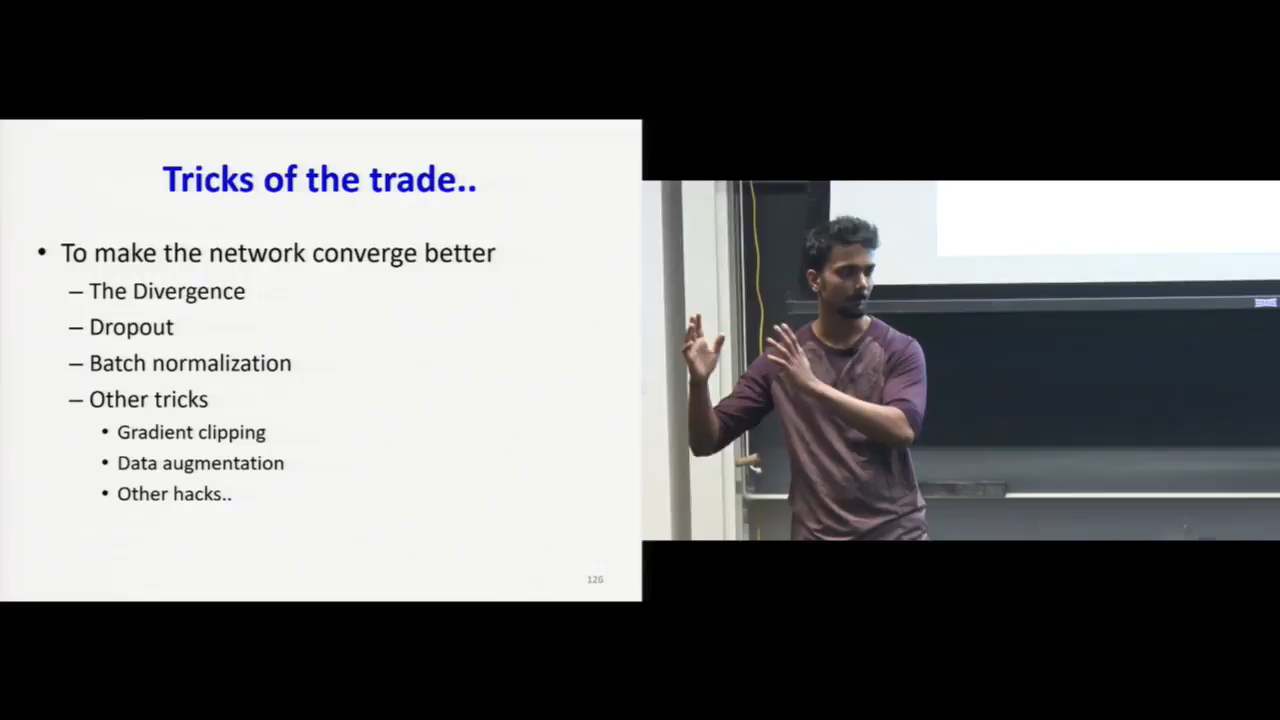 Tricks of the trade..
• To make the network converge better
– The Divergence
– Dropout
– Batch normalization
– Other tricks
• Gradient clipping
• Data augmentation
• Other hacks..
126